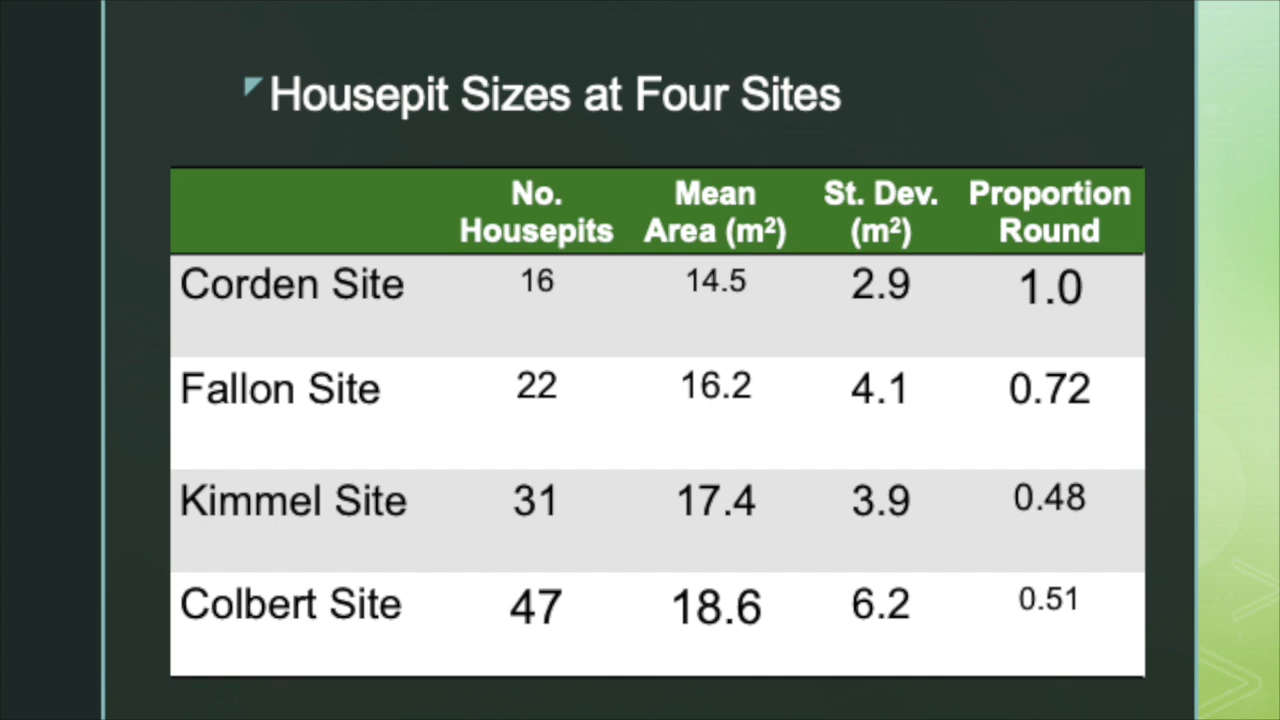 Housepit Sizes at Four Sites
No. Housepits Mean Area (m²) St. Dev. (m²) Proportion Round
Corden Site 16 14.5 2.9 1.0
Fallon Site 22 16.2 4.1 0.72
Kimmel Site 31 17.4 3.9 0.48
Colbert Site 47 18.6 6.2 0.51